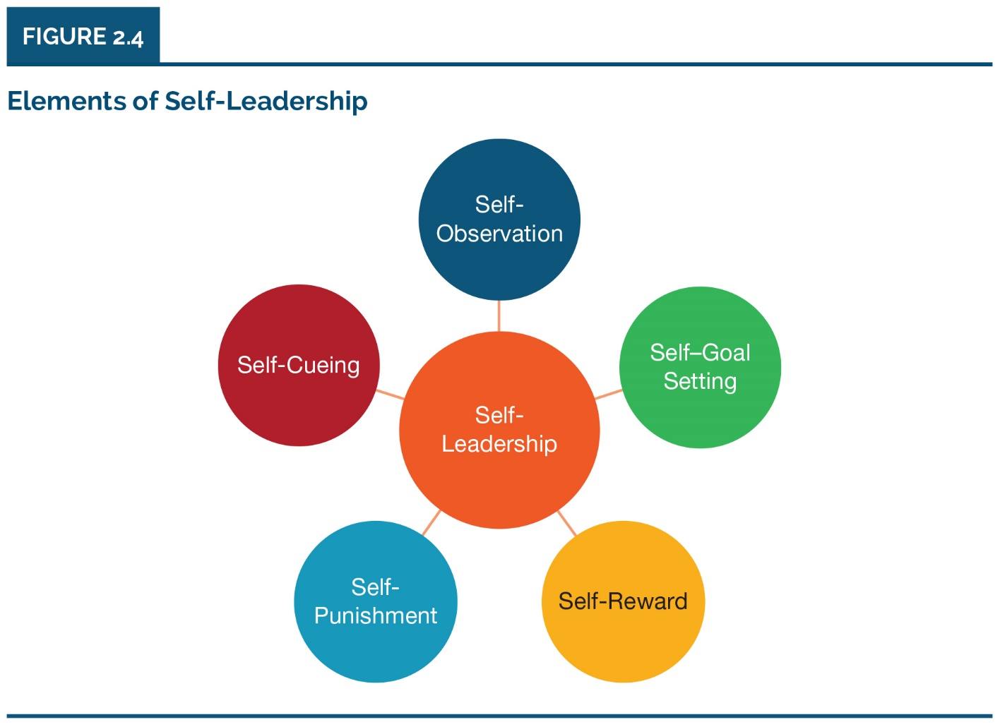 FIGURE 2.4
Elements of Self-Leadership
Self-
Observation
Self-Cueing
Self–Goal
Setting
Self-
Leadership
Self-
Punishment
Self-Reward